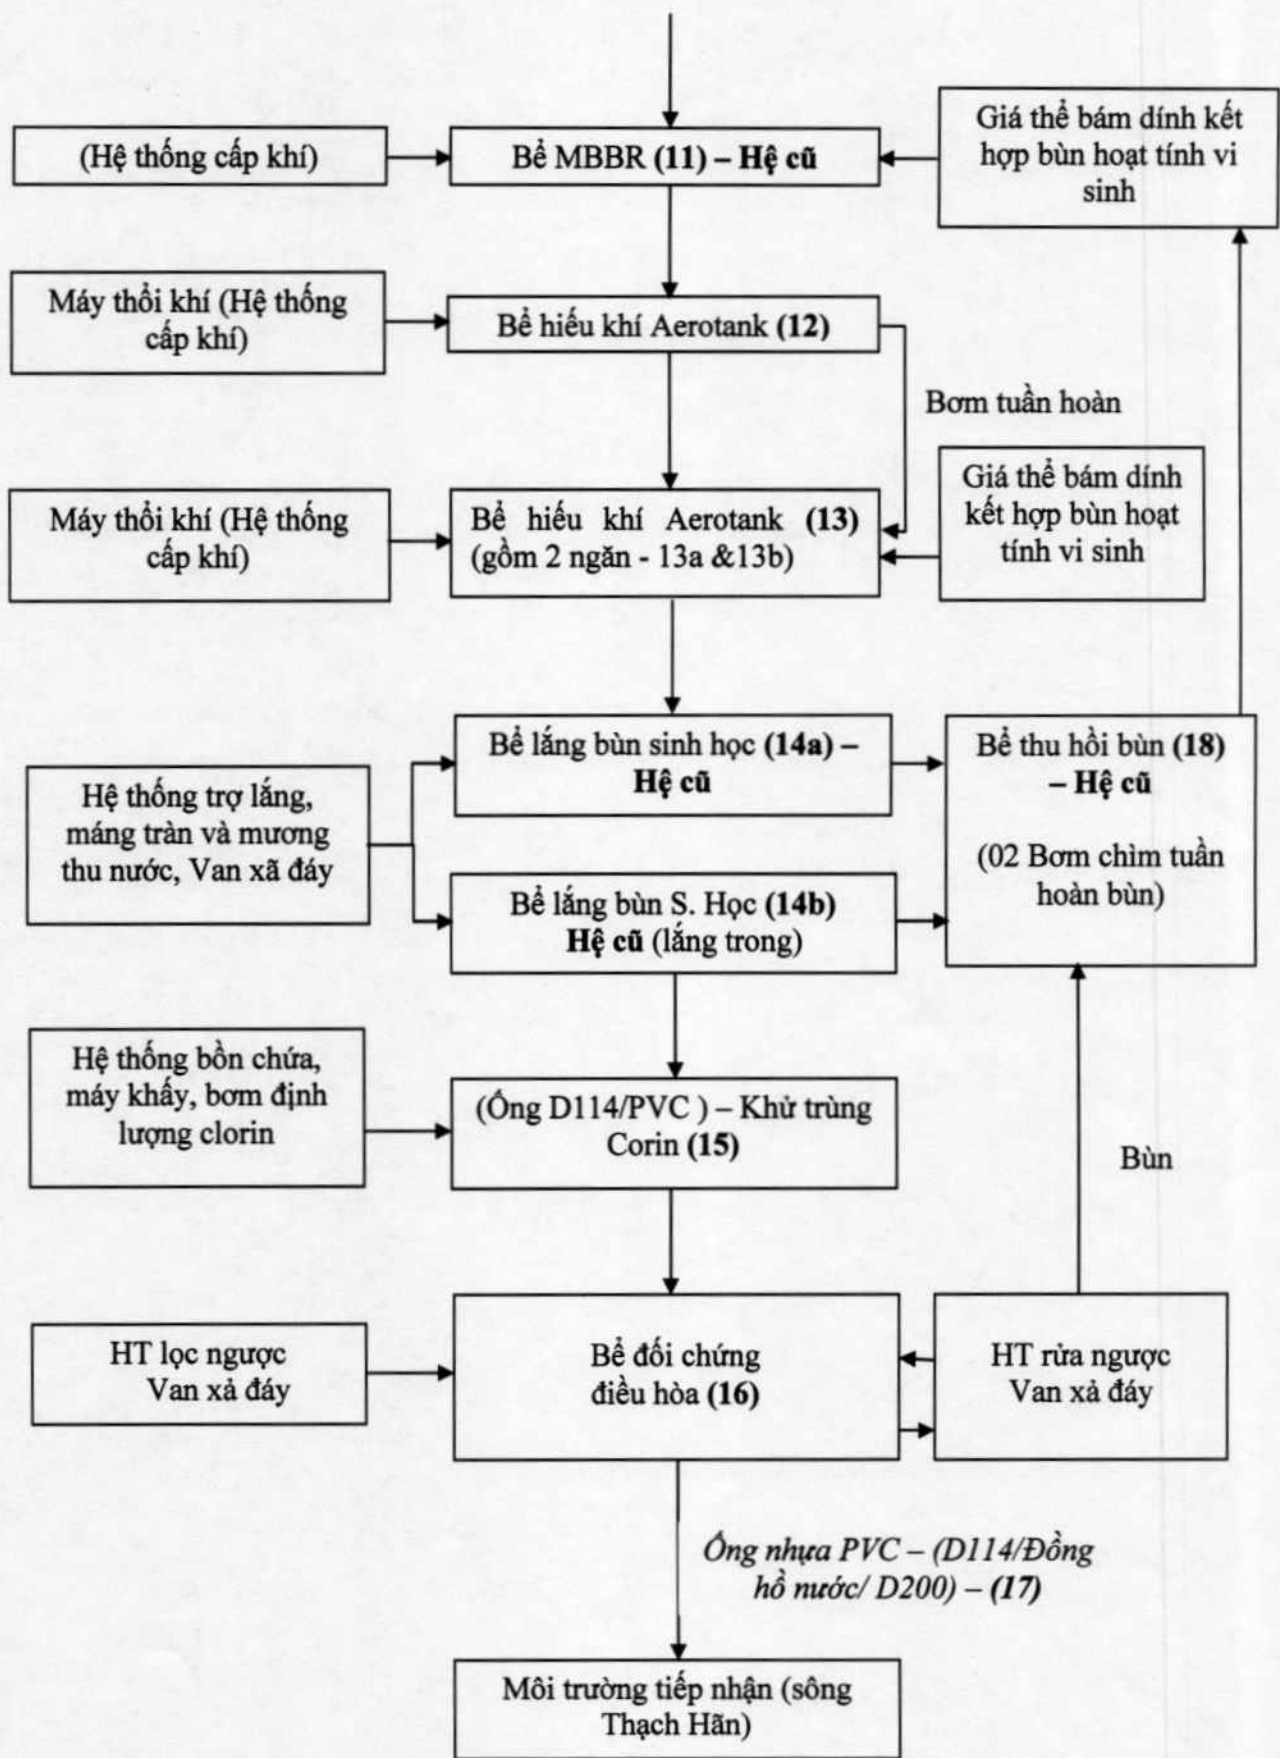 (Hệ thống cấp khí)
Bể MBBR (11) – Hệ cũ
Giá thể bám dính kết
hợp bùn hoạt tính vi
sinh
Máy thổi khí (Hệ thống
cấp khí)
Bể hiếu khí Aerotank (12)
Bơm tuần hoàn
Máy thổi khí (Hệ thống
cấp khí)
Bể hiếu khí Aerotank (13)
(gồm 2 ngăn - 13a &13b)
Giá thể bám dính
kết hợp bùn hoạt
tính vi sinh
Hệ thống trợ lắng,
máng tràn và mương
thu nước, Van xã đáy
Bể lắng bùn sinh học (14a) –
Hệ cũ
Bể lắng bùn S. Học (14b)
Hệ cũ (lắng trong)
Bể thu hồi bùn (18)
– Hệ cũ
(02 Bơm chìm tuần
hoàn bùn)
Hệ thống bồn chứa,
máy khấy, bơm định
lượng clorin
(Ống D114/PVC ) – Khử trùng
Corin (15)
Bùn
HT lọc ngược
Van xả đáy
Bể đối chứng
điều hòa (16)
HT rửa ngược
Van xả đáy
Ống nhựa PVC – (D114/Đồng
hồ nước/ D200) – (17)
Môi trường tiếp nhận (sông
Thạch Hãn)